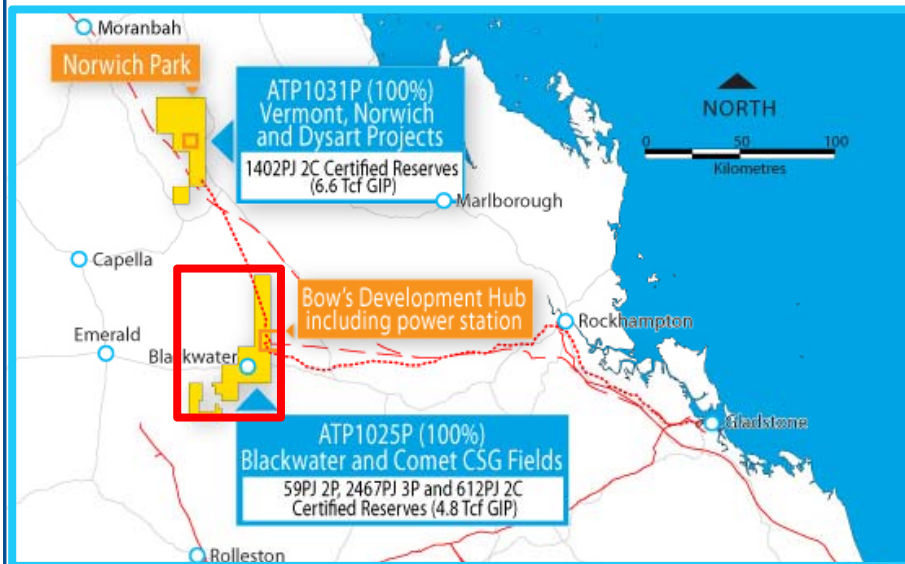 Moranbah
Norwich Park
ATP1031P (100%)
Vermont, Norwich
and Dysart Projects
1402PJ 2C Certified Reserves
(6.6 Tcf GIP)
NORTH
0 50 100
Kilometres
Marlborough
Capella
Bow's Development Hub
including power station
Rockhampton
Emerald
Blackwater
Gladstone
ATP1025P (100%)
Blackwater and Comet CSG Fields
59PJ 2P, 2467PJ 3P and 612PJ 2C
Certified Reserves (4.8 Tcf GIP)
Rolleston